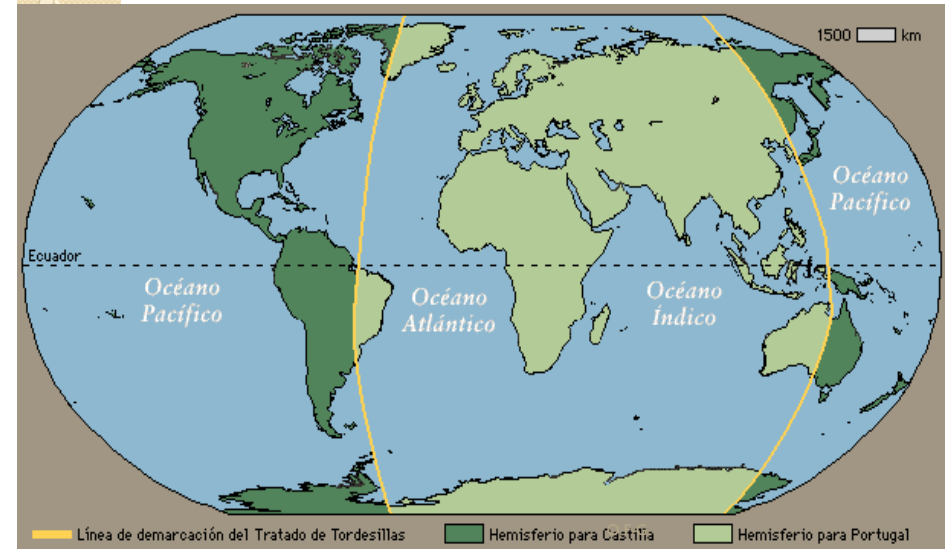 1500 km
Océano
Pacífico
Ecuador
Océano
Pacífico
Océano
Atlántico
Océano
Índico
Línea de demarcación del Tratado de Tordesillas
Hemisferio para Castilla
Hemisferio para Portugal